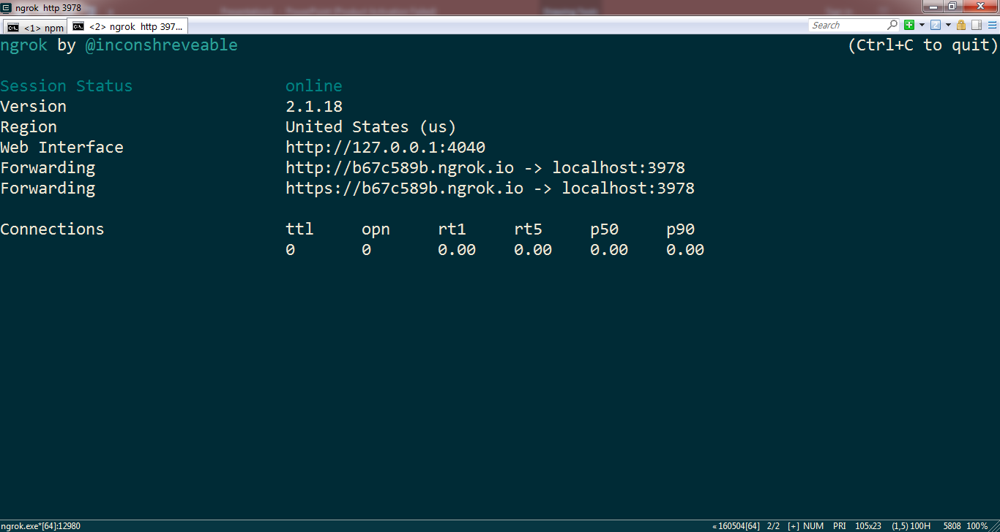 ngrok http 3978
<1> npm <2> ngrok http 397... Search
ngrok by @inconshreveable (Ctrl+C to quit)
Session Status online
Version 2.1.18
Region United States (us)
Web Interface http://127.0.0.1:4040
Forwarding http://b67c589b.ngrok.io -> localhost:3978
Forwarding https://b67c589b.ngrok.io -> localhost:3978
Connections ttl opn rt1 rt5 p50 p90
0 0 0.00 0.00 0.00 0.00
ngrok.exe*[64]:12980 « 160504[64] 2/2 [+] NUM PRI 105x23 (1,5) 100H 5808 100%